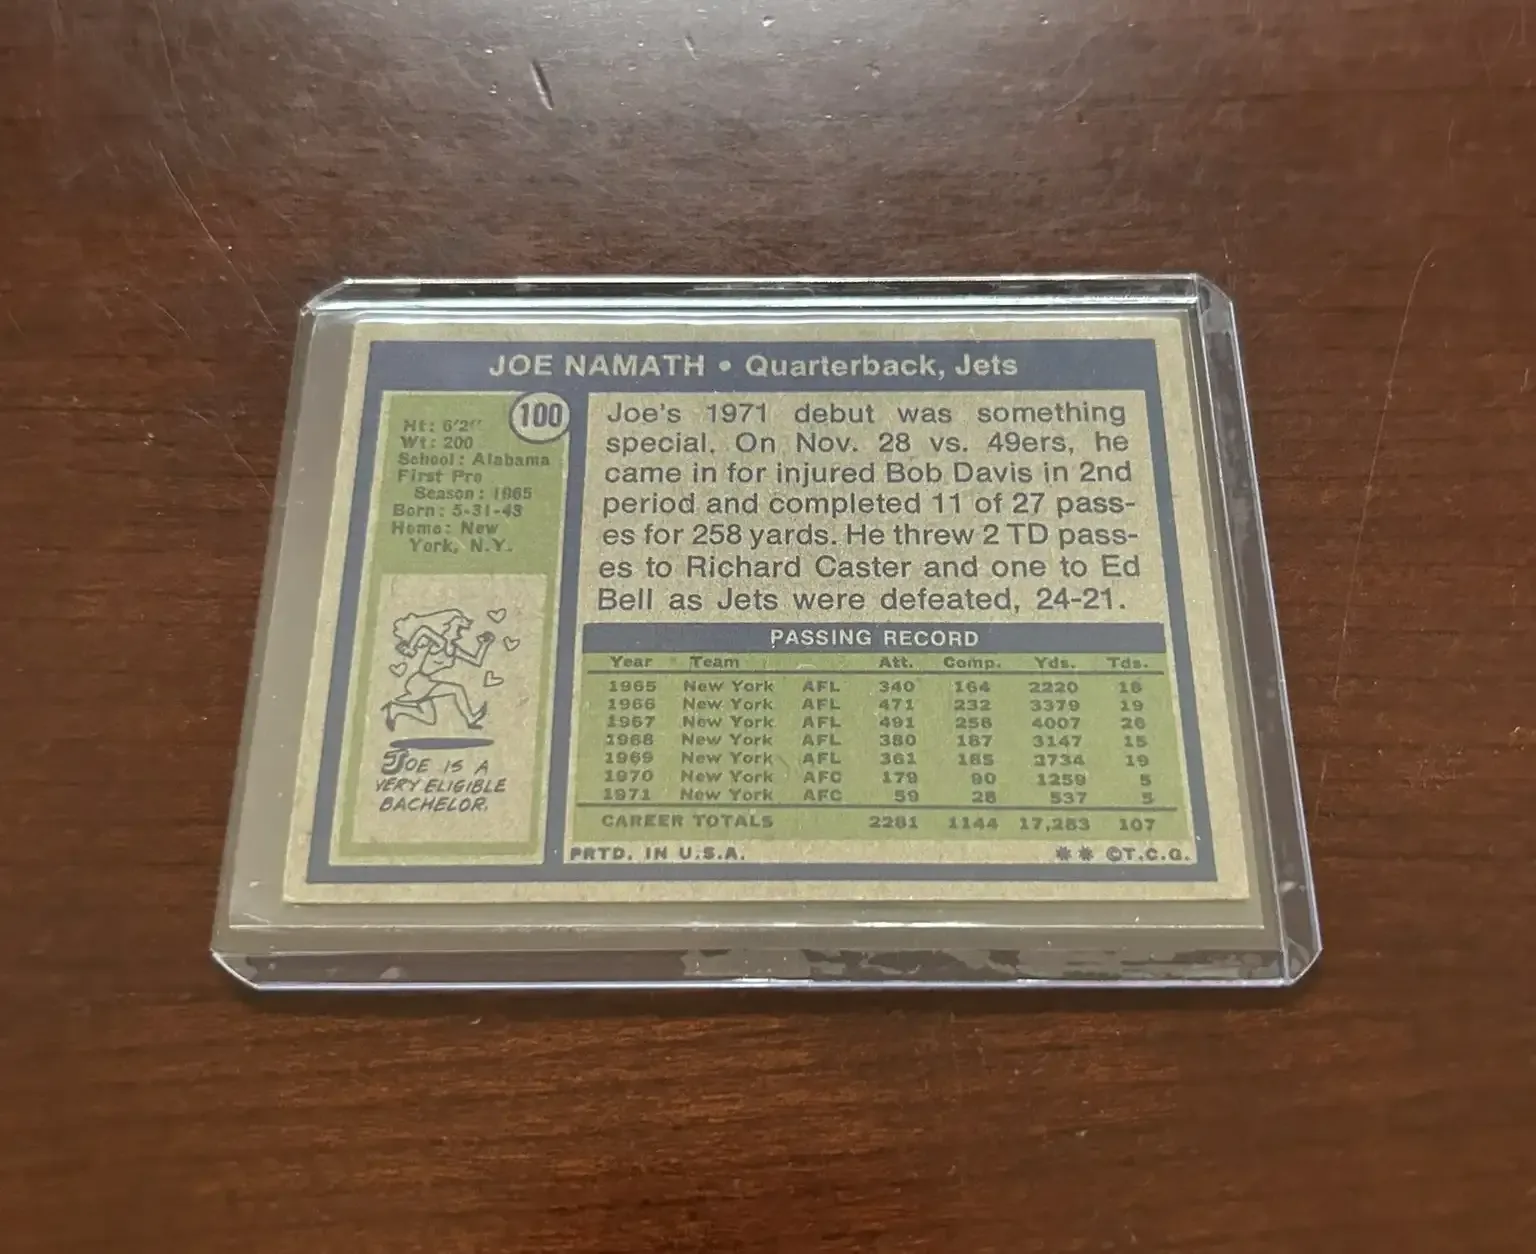 JOE NAMATH • Quarterback, Jets
100
Ht: 6'2"
Wt: 200
School: Alabama
First Pro
Season: 1965
Born: 5-31-43
Home: New
York, N.Y.
JOE IS A
VERY ELIGIBLE
BACHELOR.
Joe's 1971 debut was something
special. On Nov. 28 vs. 49ers, he
came in for injured Bob Davis in 2nd
period and completed 11 of 27 pass-
es for 258 yards. He threw 2 TD pass-
es to Richard Caster and one to Ed
Bell as Jets were defeated, 24-21.
PASSING RECORD
Year Team Att. Comp. Yds. Tds.
1965 New York AFL 340 164 2220 18
1966 New York AFL 471 232 3379 19
1967 New York AFL 491 258 4007 26
1968 New York AFL 380 187 3147 15
1969 New York AFL 361 185 2734 19
1970 New York AFC 179 90 1259 5
1971 New York AFC 59 28 537 5
CAREER TOTALS 2281 1144 17,283 107
PRTD. IN U.S.A. ** ©T.C.G.